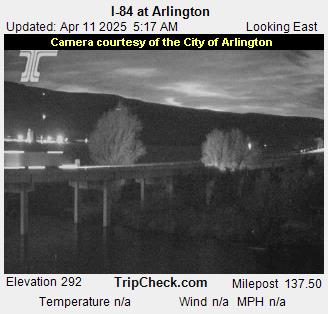 I-84 at Arlington
Updated: Apr 11 2025 5:17 AM Looking East
Camera courtesy of the City of Arlington
Elevation 292 TripCheck.com Milepost 137.50
Temperature n/a Wind n/a MPH n/a